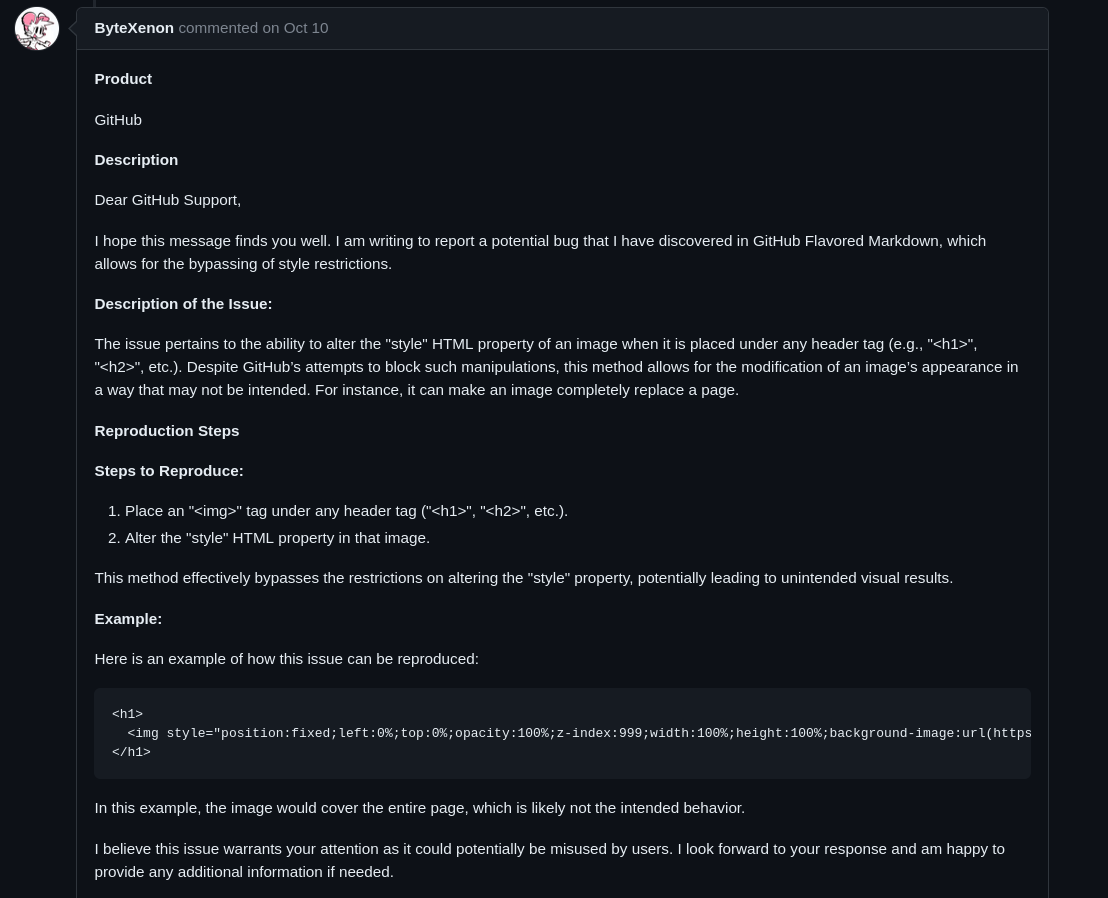 ByteXenon commented on Oct 10
Product
GitHub
Description
Dear GitHub Support,
I hope this message finds you well. I am writing to report a potential bug that I have discovered in GitHub Flavored Markdown, which
allows for the bypassing of style restrictions.
Description of the Issue:
The issue pertains to the ability to alter the "style" HTML property of an image when it is placed under any header tag (e.g., "<h1>",
"<h2>", etc.). Despite GitHub’s attempts to block such manipulations, this method allows for the modification of an image’s appearance in
a way that may not be intended. For instance, it can make an image completely replace a page.
Reproduction Steps
Steps to Reproduce:
1. Place an "<img>" tag under any header tag ("<h1>", "<h2>", etc.).
2. Alter the "style" HTML property in that image.
This method effectively bypasses the restrictions on altering the "style" property, potentially leading to unintended visual results.
Example:
Here is an example of how this issue can be reproduced:
<h1>
<img style="position:fixed;left:0%;top:0%;opacity:100%;z-index:999;width:100%;height:100%;background-image:url(https
</h1>
In this example, the image would cover the entire page, which is likely not the intended behavior.
I believe this issue warrants your attention as it could potentially be misused by users. I look forward to your response and am happy to
provide any additional information if needed.